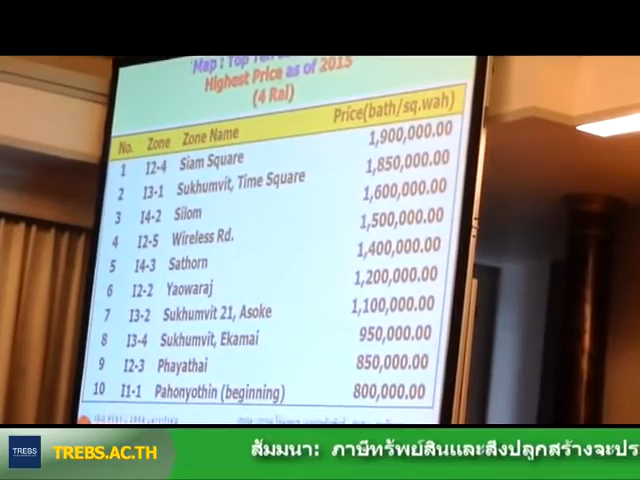 Map : Top Ten
Highest Price as of 2015
(4 Rai)
No. Zone Zone Name Price(bath/sq.wah)
1 I2-4 Siam Square 1,900,000.00
2 I3-1 Sukhumvit, Time Square 1,850,000.00
3 I4-2 Silom 1,600,000.00
4 I2-5 Wireless Rd. 1,500,000.00
5 I4-3 Sathorn 1,400,000.00
6 I2-2 Yaowaraj 1,200,000.00
7 I3-2 Sukhumvit 21, Asoke 1,100,000.00
8 I3-4 Sukhumvit, Ekamai 950,000.00
9 I2-3 Phayathai 850,000.00
10 I1-1 Pahonyothin (beginning) 800,000.00
TREBS TREBS.AC.TH สัมมนา: ภาษีทรัพย์สินและสิ่งปลูกสร้างจะปร